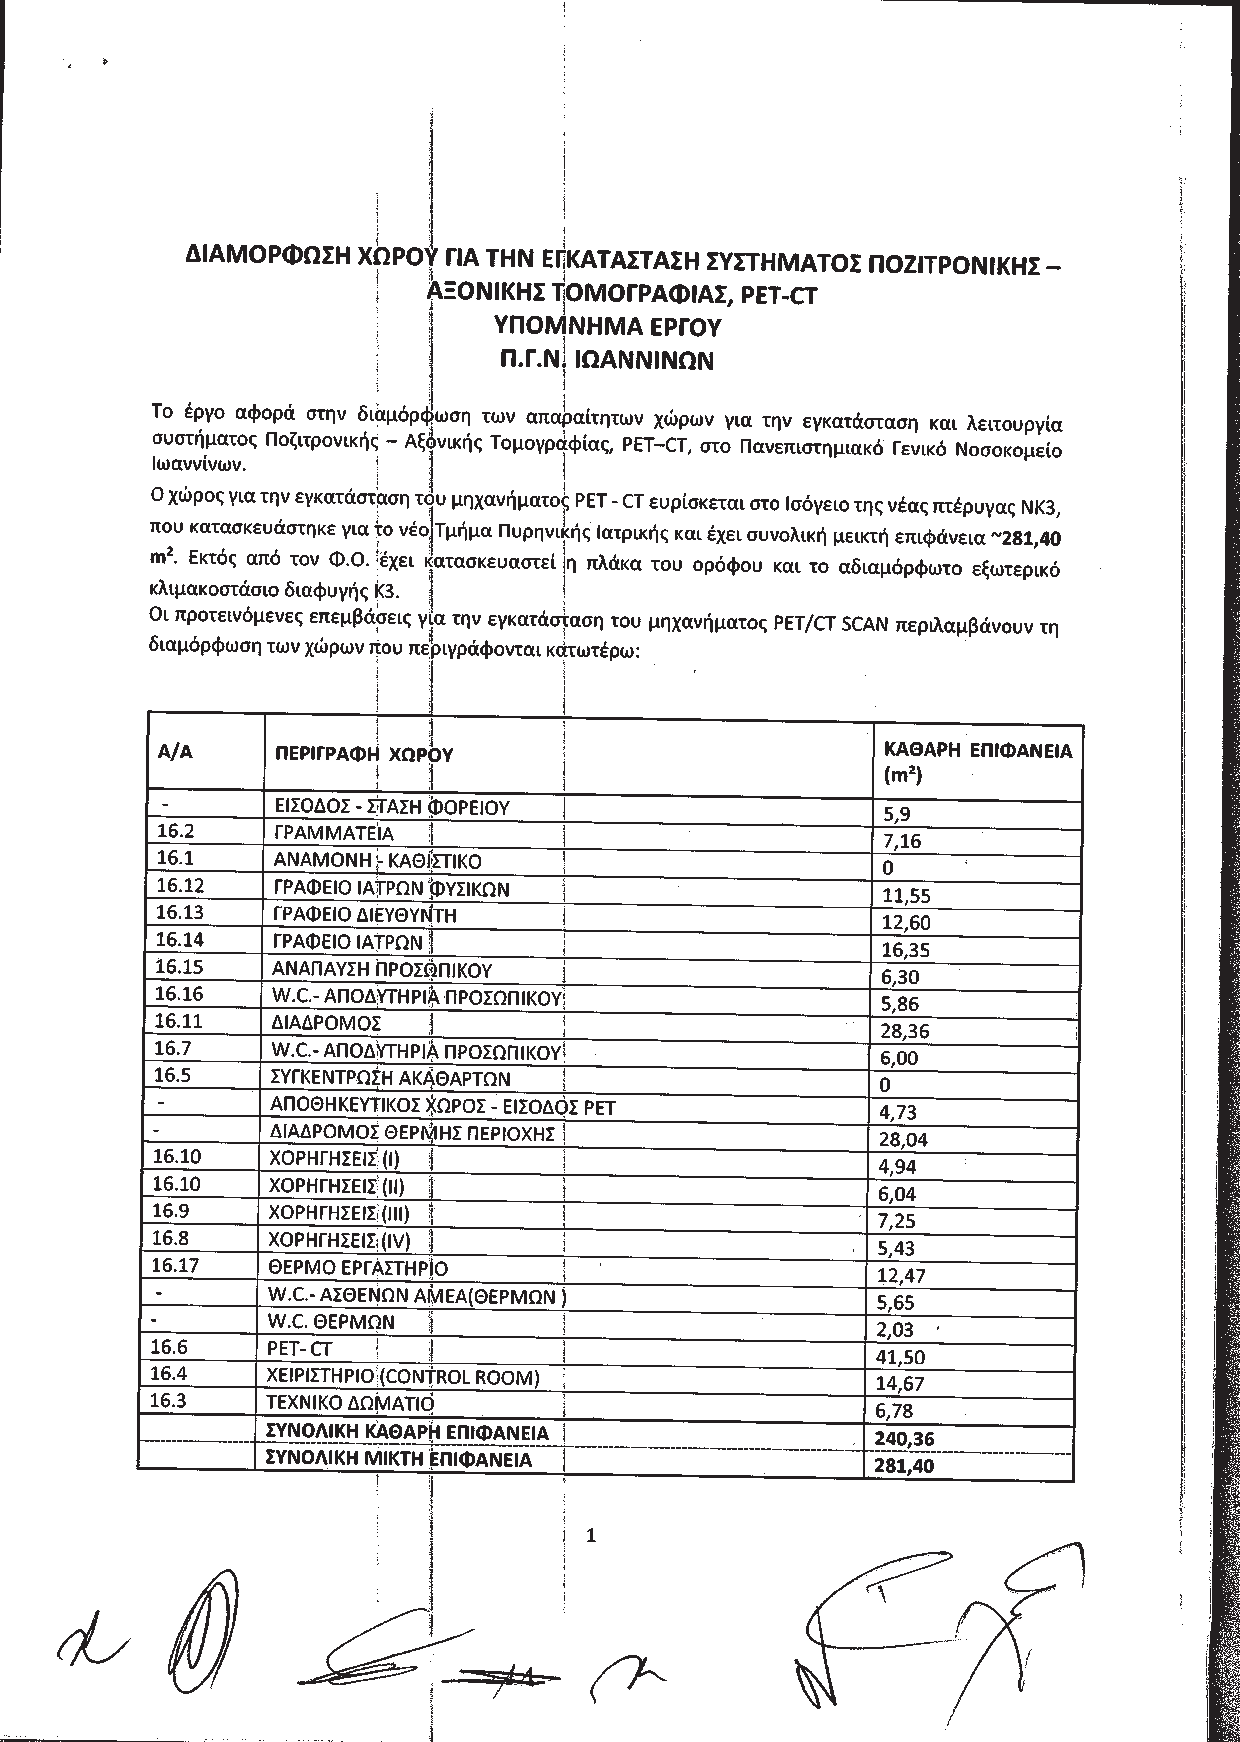 ΔΙΑΜΟΡΦΩΣΗ ΧΩΡΟΥ ΓΙΑ ΤΗΝ ΕΓΚΑΤΑΣΤΑΣΗ ΣΥΣΤΗΜΑΤΟΣ ΠΟΖΙΤΡΟΝΙΚΗΣ –
ΑΞΟΝΙΚΗΣ ΤΟΜΟΓΡΑΦΙΑΣ, PET-CT
ΥΠΟΜΝΗΜΑ ΕΡΓΟΥ
Π.Γ.Ν. ΙΩΑΝΝΙΝΩΝ
Το έργο αφορά στην διαμόρφωση των απαραίτητων χώρων για την εγκατάσταση και λειτουργία
συστήματος Ποζιτρονικής – Αξονικής Τομογραφίας, PET–CT, στο Πανεπιστημιακό Γενικό Νοσοκομείο
Ιωαννίνων.
Ο χώρος για την εγκατάσταση του μηχανήματος PET - CT ευρίσκεται στο Ισόγειο της νέας πτέρυγας ΝΚ3,
που κατασκευάστηκε για το νέο Τμήμα Πυρηνικής Ιατρικής και έχει συνολική μεικτή επιφάνεια ~281,40
m². Εκτός από τον Φ.Ο. έχει κατασκευαστεί η πλάκα του ορόφου και το αδιαμόρφωτο εξωτερικό
κλιμακοστάσιο διαφυγής Κ3.
Οι προτεινόμενες επεμβάσεις για την εγκατάσταση του μηχανήματος PET/CT SCAN περιλαμβάνουν τη
διαμόρφωση των χώρων που περιγράφονται κατωτέρω:
Α/Α ΠΕΡΙΓΡΑΦΗ ΧΩΡΟΥ ΚΑΘΑΡΗ ΕΠΙΦΑΝΕΙΑ
(m²)
- ΕΙΣΟΔΟΣ - ΣΤΑΣΗ ΦΟΡΕΙΟΥ 5,9
16.2 ΓΡΑΜΜΑΤΕΙΑ 7,16
16.1 ΑΝΑΜΟΝΗ - ΚΑΘΙΣΤΙΚΟ 0
16.12 ΓΡΑΦΕΙΟ ΙΑΤΡΩΝ ΦΥΣΙΚΩΝ 11,55
16.13 ΓΡΑΦΕΙΟ ΔΙΕΥΘΥΝΤΗ 12,60
16.14 ΓΡΑΦΕΙΟ ΙΑΤΡΩΝ 16,35
16.15 ΑΝΑΠΑΥΣΗ ΠΡΟΣΩΠΙΚΟΥ 6,30
16.16 W.C.- ΑΠΟΔΥΤΗΡΙΑ ΠΡΟΣΩΠΙΚΟΥ 5,86
16.11 ΔΙΑΔΡΟΜΟΣ 28,36
16.7 W.C.- ΑΠΟΔΥΤΗΡΙΑ ΠΡΟΣΩΠΙΚΟΥ 6,00
16.5 ΣΥΓΚΕΝΤΡΩΣΗ ΑΚΑΘΑΡΤΩΝ 0
- ΑΠΟΘΗΚΕΥΤΙΚΟΣ ΧΩΡΟΣ - ΕΙΣΟΔΟΣ PET 4,73
- ΔΙΑΔΡΟΜΟΣ ΘΕΡΜΗΣ ΠΕΡΙΟΧΗΣ 28,04
16.10 ΧΟΡΗΓΗΣΕΙΣ (I) 4,94
16.10 ΧΟΡΗΓΗΣΕΙΣ (II) 6,04
16.9 ΧΟΡΗΓΗΣΕΙΣ (III) 7,25
16.8 ΧΟΡΗΓΗΣΕΙΣ (IV) 5,43
16.17 ΘΕΡΜΟ ΕΡΓΑΣΤΗΡΙΟ 12,47
- W.C.- ΑΣΘΕΝΩΝ ΑΜΕΑ(ΘΕΡΜΩΝ ) 5,65
- W.C. ΘΕΡΜΩΝ 2,03
16.6 PET- CT 41,50
16.4 ΧΕΙΡΙΣΤΗΡΙΟ (CONTROL ROOM) 14,67
16.3 ΤΕΧΝΙΚΟ ΔΩΜΑΤΙΟ 6,78
ΣΥΝΟΛΙΚΗ ΚΑΘΑΡΗ ΕΠΙΦΑΝΕΙΑ 240,36
ΣΥΝΟΛΙΚΗ ΜΙΚΤΗ ΕΠΙΦΑΝΕΙΑ 281,40
1